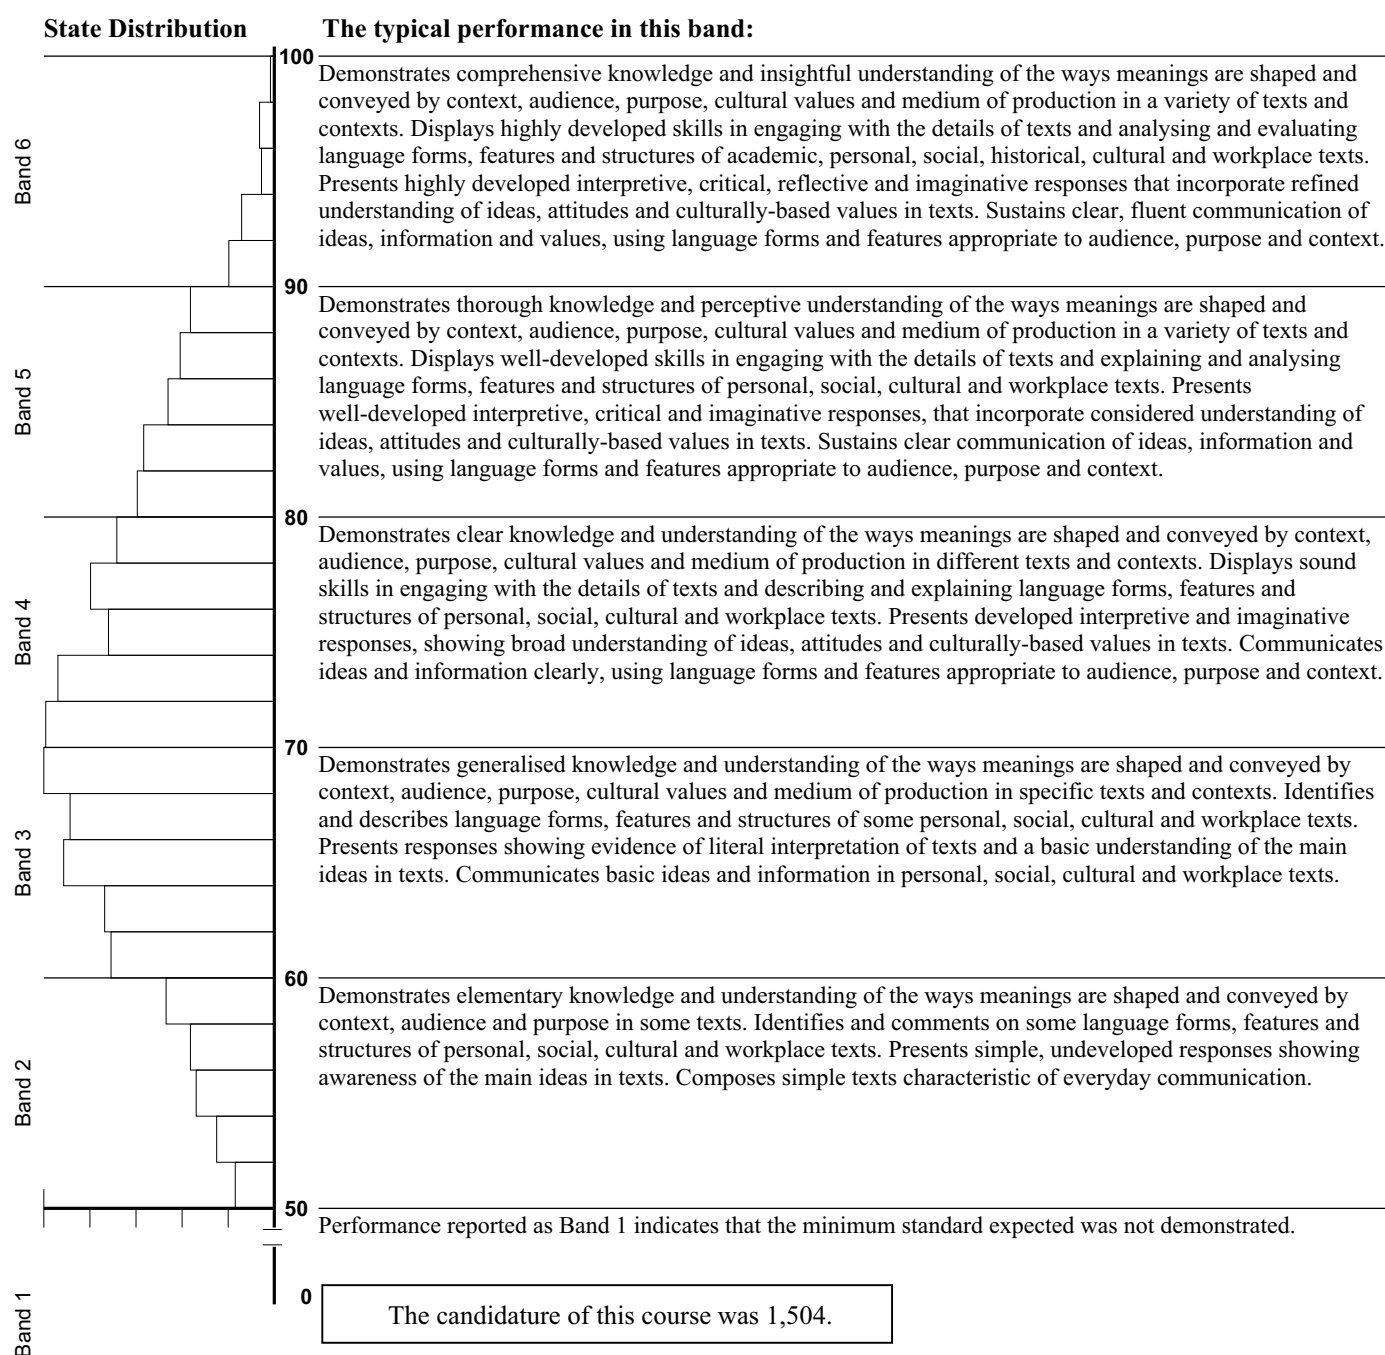 State Distribution
The typical performance in this band:
100
Band 6
Demonstrates comprehensive knowledge and insightful understanding of the ways meanings are shaped and
conveyed by context, audience, purpose, cultural values and medium of production in a variety of texts and
contexts. Displays highly developed skills in engaging with the details of texts and analysing and evaluating
language forms, features and structures of academic, personal, social, historical, cultural and workplace texts.
Presents highly developed interpretive, critical, reflective and imaginative responses that incorporate refined
understanding of ideas, attitudes and culturally-based values in texts. Sustains clear, fluent communication of
ideas, information and values, using language forms and features appropriate to audience, purpose and context.
90
Band 5
Demonstrates thorough knowledge and perceptive understanding of the ways meanings are shaped and
conveyed by context, audience, purpose, cultural values and medium of production in a variety of texts and
contexts. Displays well-developed skills in engaging with the details of texts and explaining and analysing
language forms, features and structures of personal, social, cultural and workplace texts. Presents
well-developed interpretive, critical and imaginative responses, that incorporate considered understanding of
ideas, attitudes and culturally-based values in texts. Sustains clear communication of ideas, information and
values, using language forms and features appropriate to audience, purpose and context.
80
Band 4
Demonstrates clear knowledge and understanding of the ways meanings are shaped and conveyed by context,
audience, purpose, cultural values and medium of production in different texts and contexts. Displays sound
skills in engaging with the details of texts and describing and explaining language forms, features and
structures of personal, social, cultural and workplace texts. Presents developed interpretive and imaginative
responses, showing broad understanding of ideas, attitudes and culturally-based values in texts. Communicates
ideas and information clearly, using language forms and features appropriate to audience, purpose and context.
70
Band 3
Demonstrates generalised knowledge and understanding of the ways meanings are shaped and conveyed by
context, audience, purpose, cultural values and medium of production in specific texts and contexts. Identifies
and describes language forms, features and structures of some personal, social, cultural and workplace texts.
Presents responses showing evidence of literal interpretation of texts and a basic understanding of the main
ideas in texts. Communicates basic ideas and information in personal, social, cultural and workplace texts.
60
Band 2
Demonstrates elementary knowledge and understanding of the ways meanings are shaped and conveyed by
context, audience and purpose in some texts. Identifies and comments on some language forms, features and
structures of personal, social, cultural and workplace texts. Presents simple, undeveloped responses showing
awareness of the main ideas in texts. Composes simple texts characteristic of everyday communication.
50
Performance reported as Band 1 indicates that the minimum standard expected was not demonstrated.
Band 1
0
The candidature of this course was 1,504.